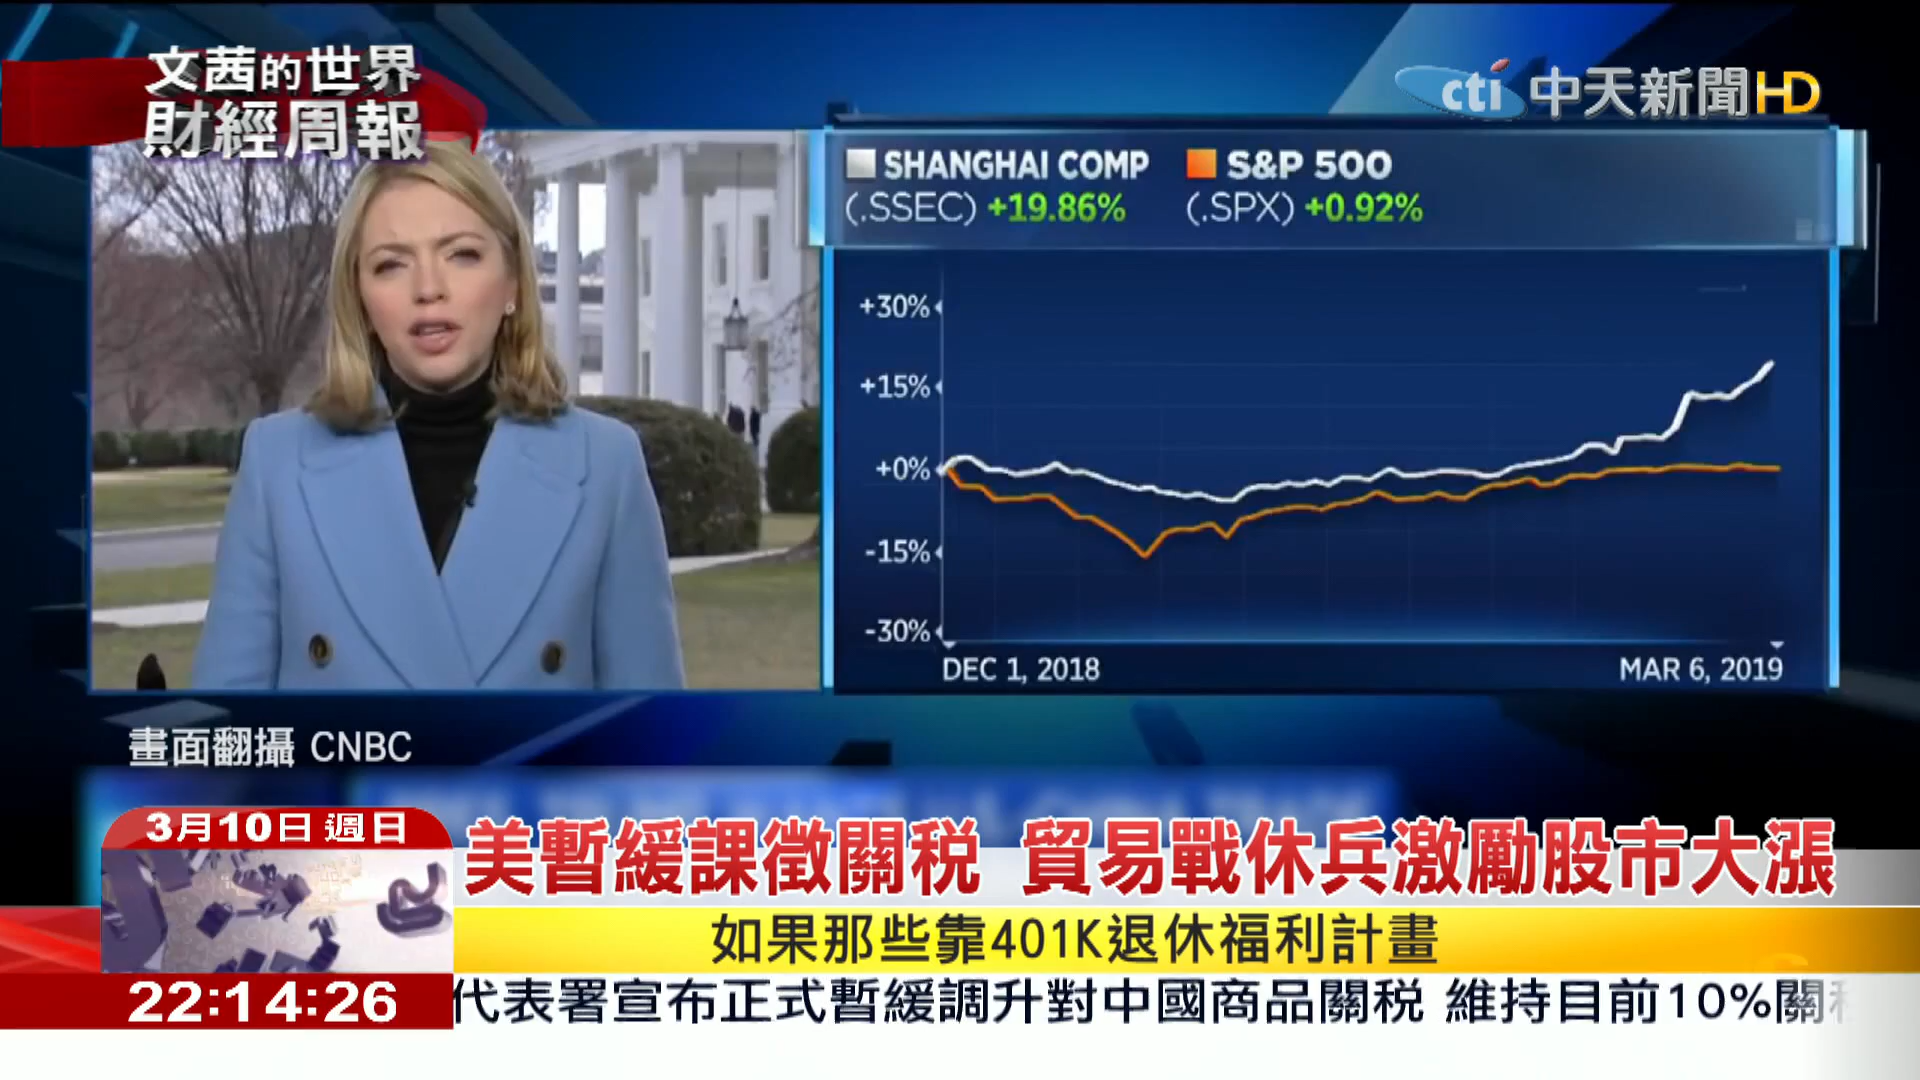 文茜的世界
財經周報
cti 中天新聞HD
SHANGHAI COMP
(.SSEC) +19.86%
S&P 500
(.SPX) +0.92%
+30%
+15%
+0%
-15%
-30%
DEC 1, 2018
MAR 6, 2019
畫面翻攝 CNBC
3月10日 週日
美暫緩課徵關稅 貿易戰休兵激勵股市大漲
如果那些靠401K退休福利計畫
22:14:26
代表署宣布正式暫緩調升對中國商品關稅 維持目前10%關稅